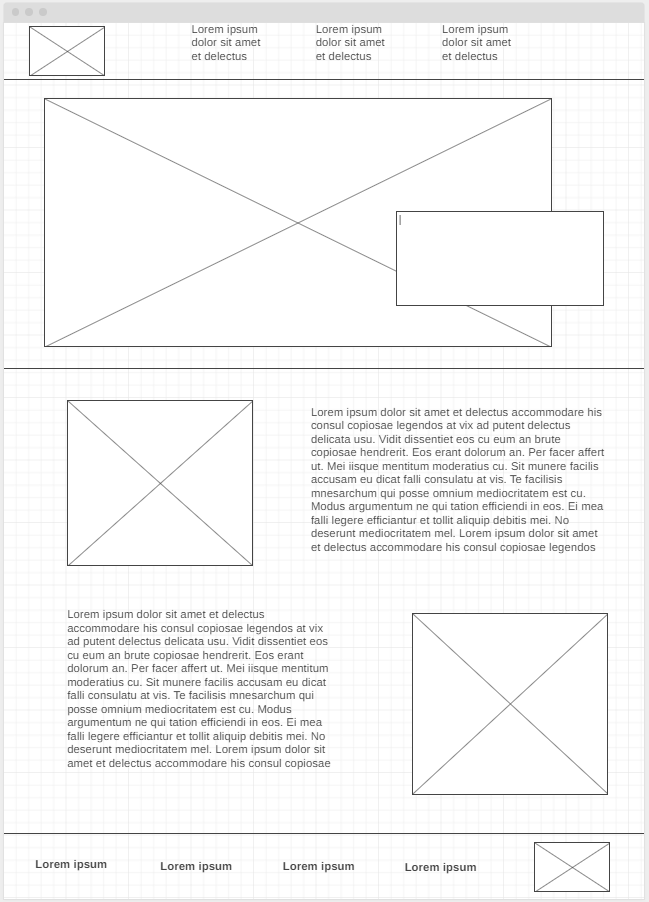 Lorem ipsum
dolor sit amet
et delectus
Lorem ipsum
dolor sit amet
et delectus
Lorem ipsum
dolor sit amet
et delectus
Lorem ipsum dolor sit amet et delectus accommodare his
consul copiosae legendos at vix ad putent delectus
delicata usu. Vidit dissentiet eos cu eum an brute
copiosae hendrerit. Eos erant dolorum an. Per facer affert
ut. Mei iisque mentitum moderatius cu. Sit munere facilis
accusam eu dicat falli consulatu at vis. Te facilisis
mnesarchum qui posse omnium mediocritatem est cu.
Modus argumentum ne qui tation efficiendi in eos. Ei mea
falli legere efficiantur et tollit aliquip debitis mei. No
deserunt mediocritatem mel. Lorem ipsum dolor sit amet
et delectus accommodare his consul copiosae legendos
Lorem ipsum dolor sit amet et delectus
accommodare his consul copiosae legendos at vix
ad putent delectus delicata usu. Vidit dissentiet eos
cu eum an brute copiosae hendrerit. Eos erant
dolorum an. Per facer affert ut. Mei iisque mentitum
moderatius cu. Sit munere facilis accusam eu dicat
falli consulatu at vis. Te facilisis mnesarchum qui
posse omnium mediocritatem est cu. Modus
argumentum ne qui tation efficiendi in eos. Ei mea
falli legere efficiantur et tollit aliquip debitis mei. No
deserunt mediocritatem mel. Lorem ipsum dolor sit
amet et delectus accommodare his consul copiosae
Lorem ipsum
Lorem ipsum
Lorem ipsum
Lorem ipsum